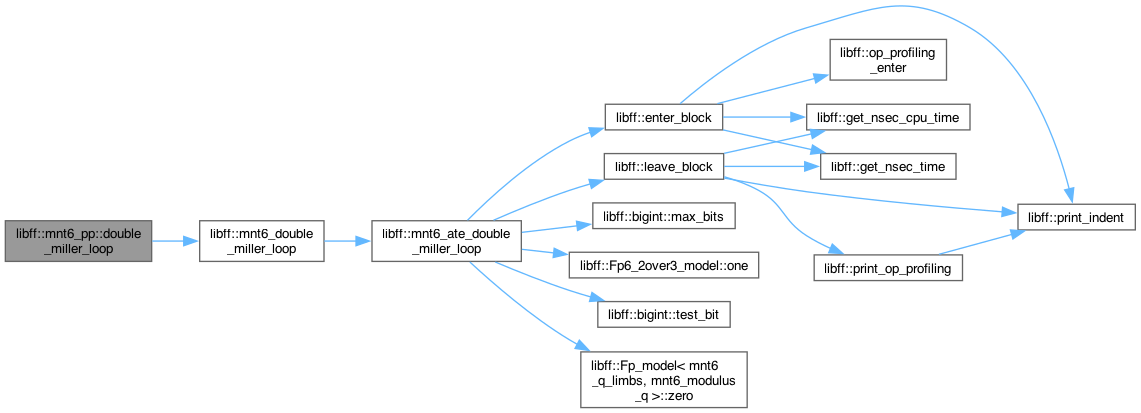 libff::mnt6_pp::double
_miller_loop
libff::mnt6_double
_miller_loop
libff::mnt6_ate_double
_miller_loop
libff::enter_block
libff::leave_block
libff::bigint::max_bits
libff::Fp6_2over3_model::one
libff::bigint::test_bit
libff::Fp_model< mnt6
_q_limbs, mnt6_modulus
_q >::zero
libff::op_profiling
_enter
libff::get_nsec_cpu_time
libff::get_nsec_time
libff::print_op_profiling
libff::print_indent